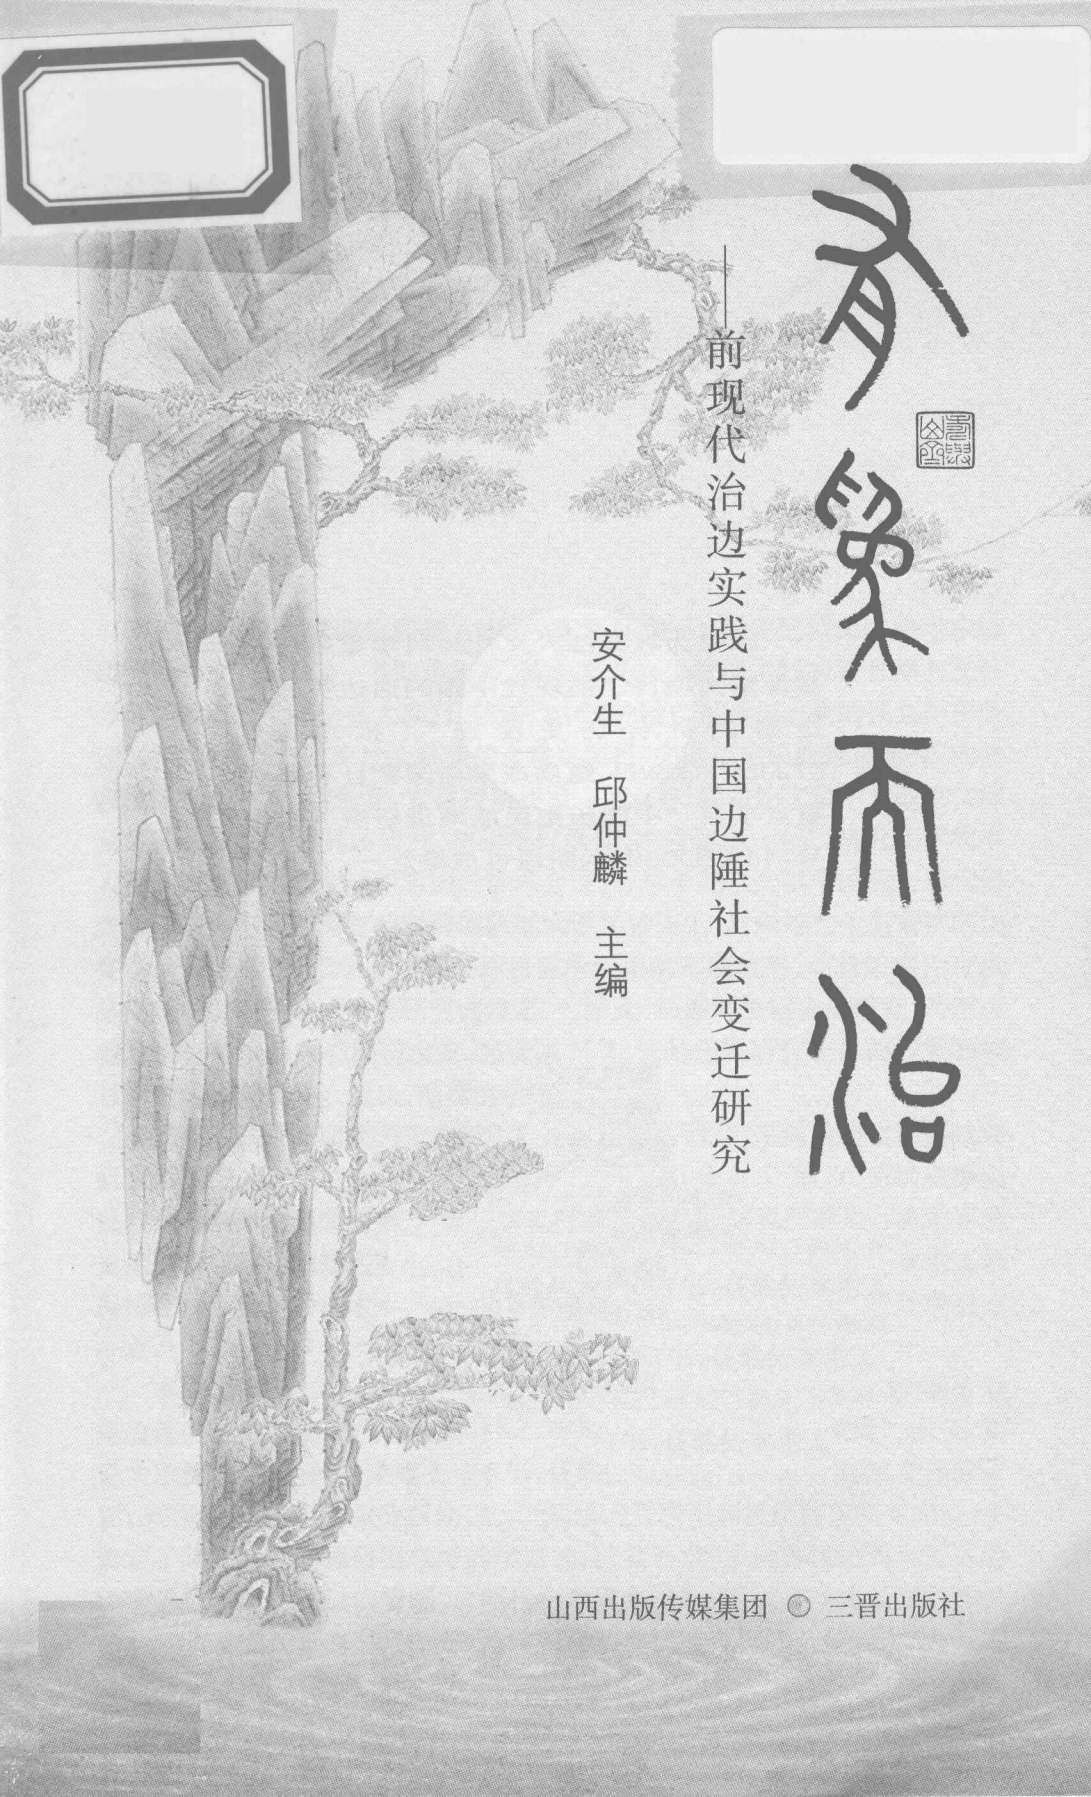 有為而治
——前现代治边实践与中国边陲社会变迁研究
安介生 邱仲麟 主编
山西出版传媒集团 三晋出版社